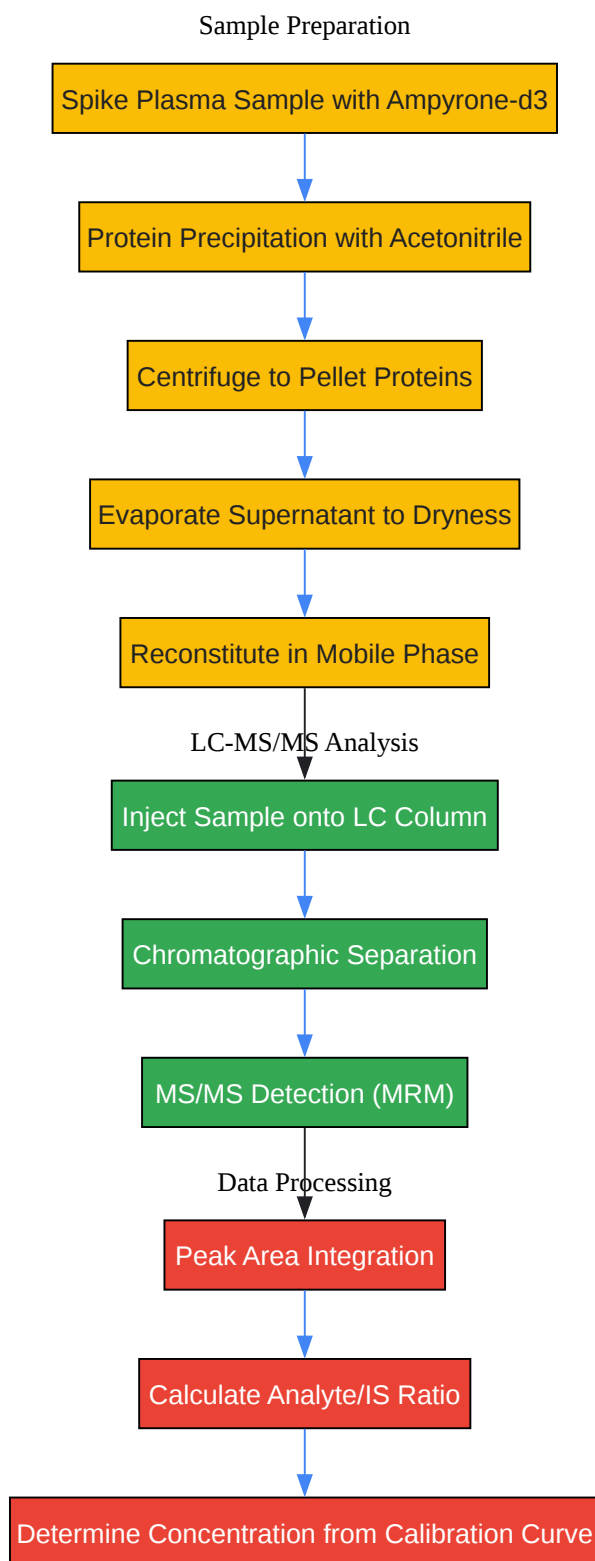 Sample Preparation
Spike Plasma Sample with Ampyrone-d3
Protein Precipitation with Acetonitrile
Centrifuge to Pellet Proteins
Evaporate Supernatant to Dryness
Reconstitute in Mobile Phase
LC-MS/MS Analysis
Inject Sample onto LC Column
Chromatographic Separation
MS/MS Detection (MRM)
Data Processing
Peak Area Integration
Calculate Analyte/IS Ratio
Determine Concentration from Calibration Curve